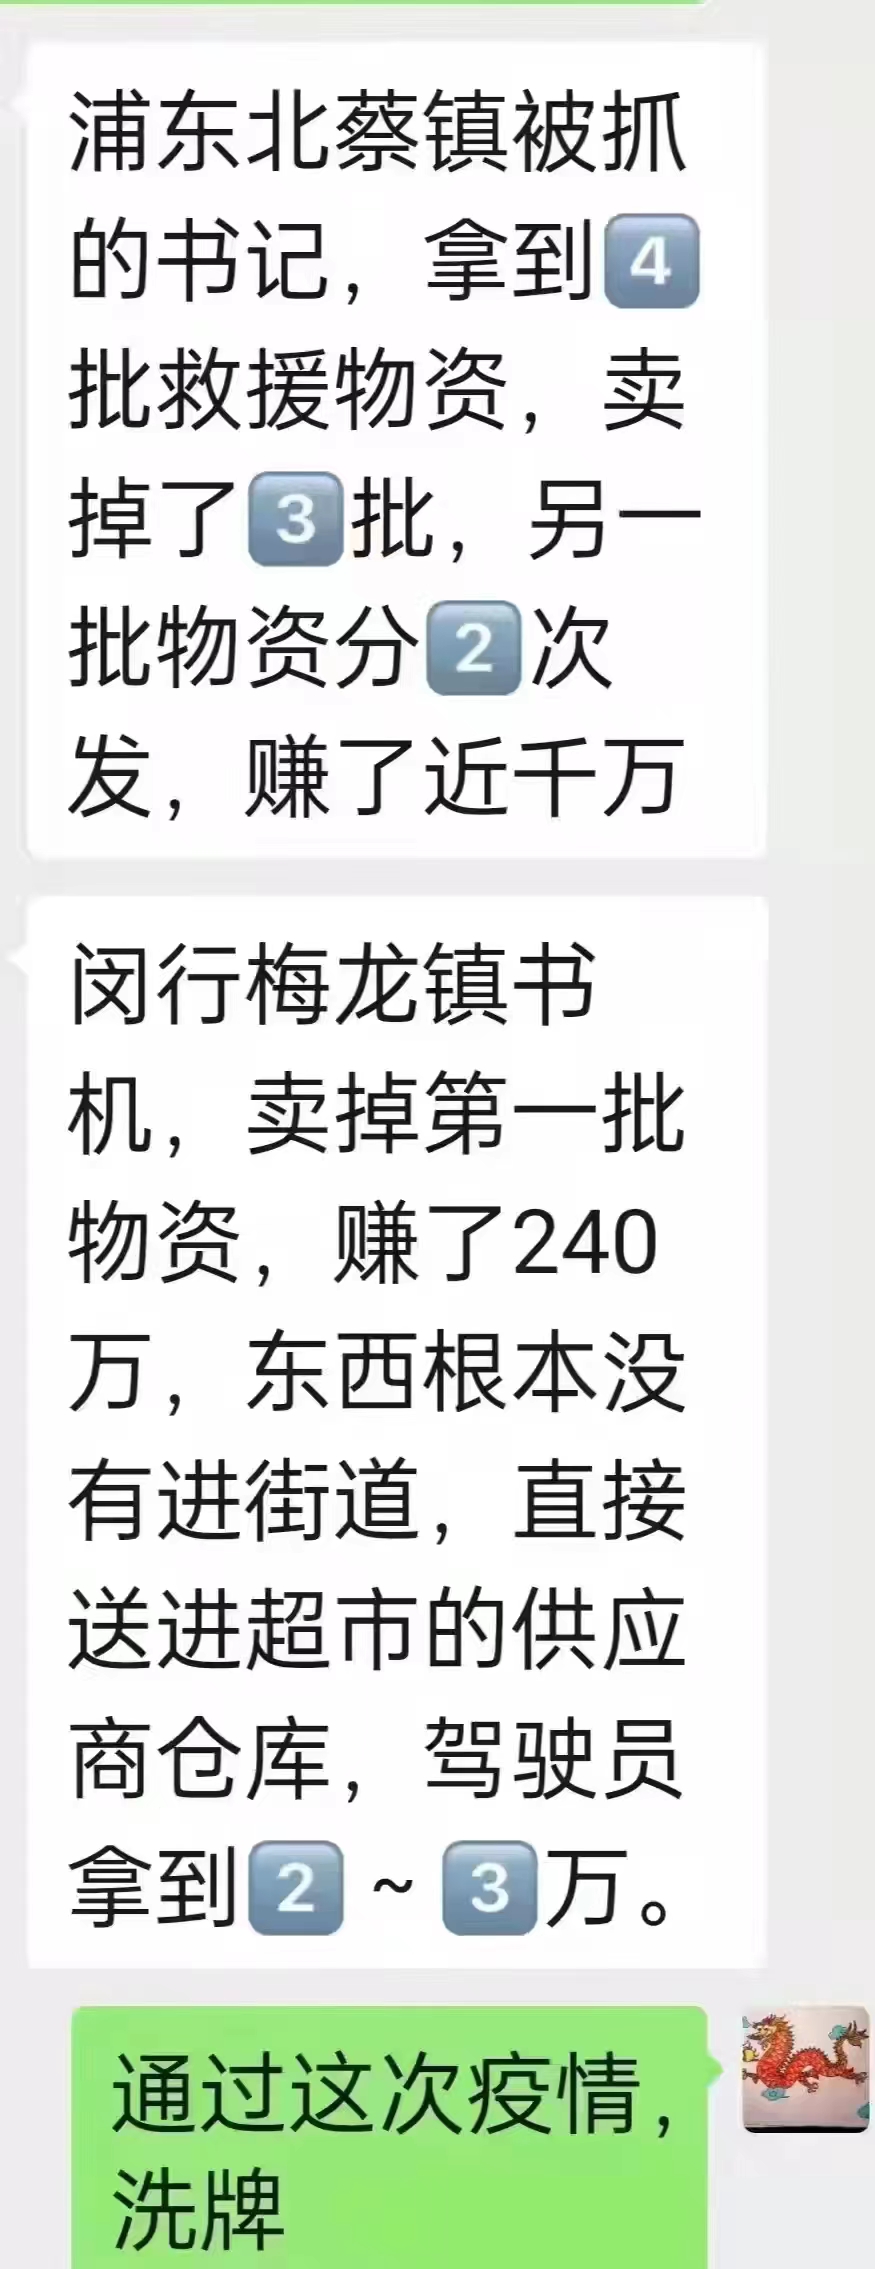 浦东北蔡镇被抓
的书记，拿到4️⃣
批救援物资，卖
掉了3️⃣批，另一
批物资分2️⃣次
发，赚了近千万
闵行梅龙镇书
机，卖掉第一批
物资，赚了240
万，东西根本没
有进街道，直接
送进超市的供应
商仓库，驾驶员
拿到2️⃣~3️⃣万。
通过这次疫情，
洗牌